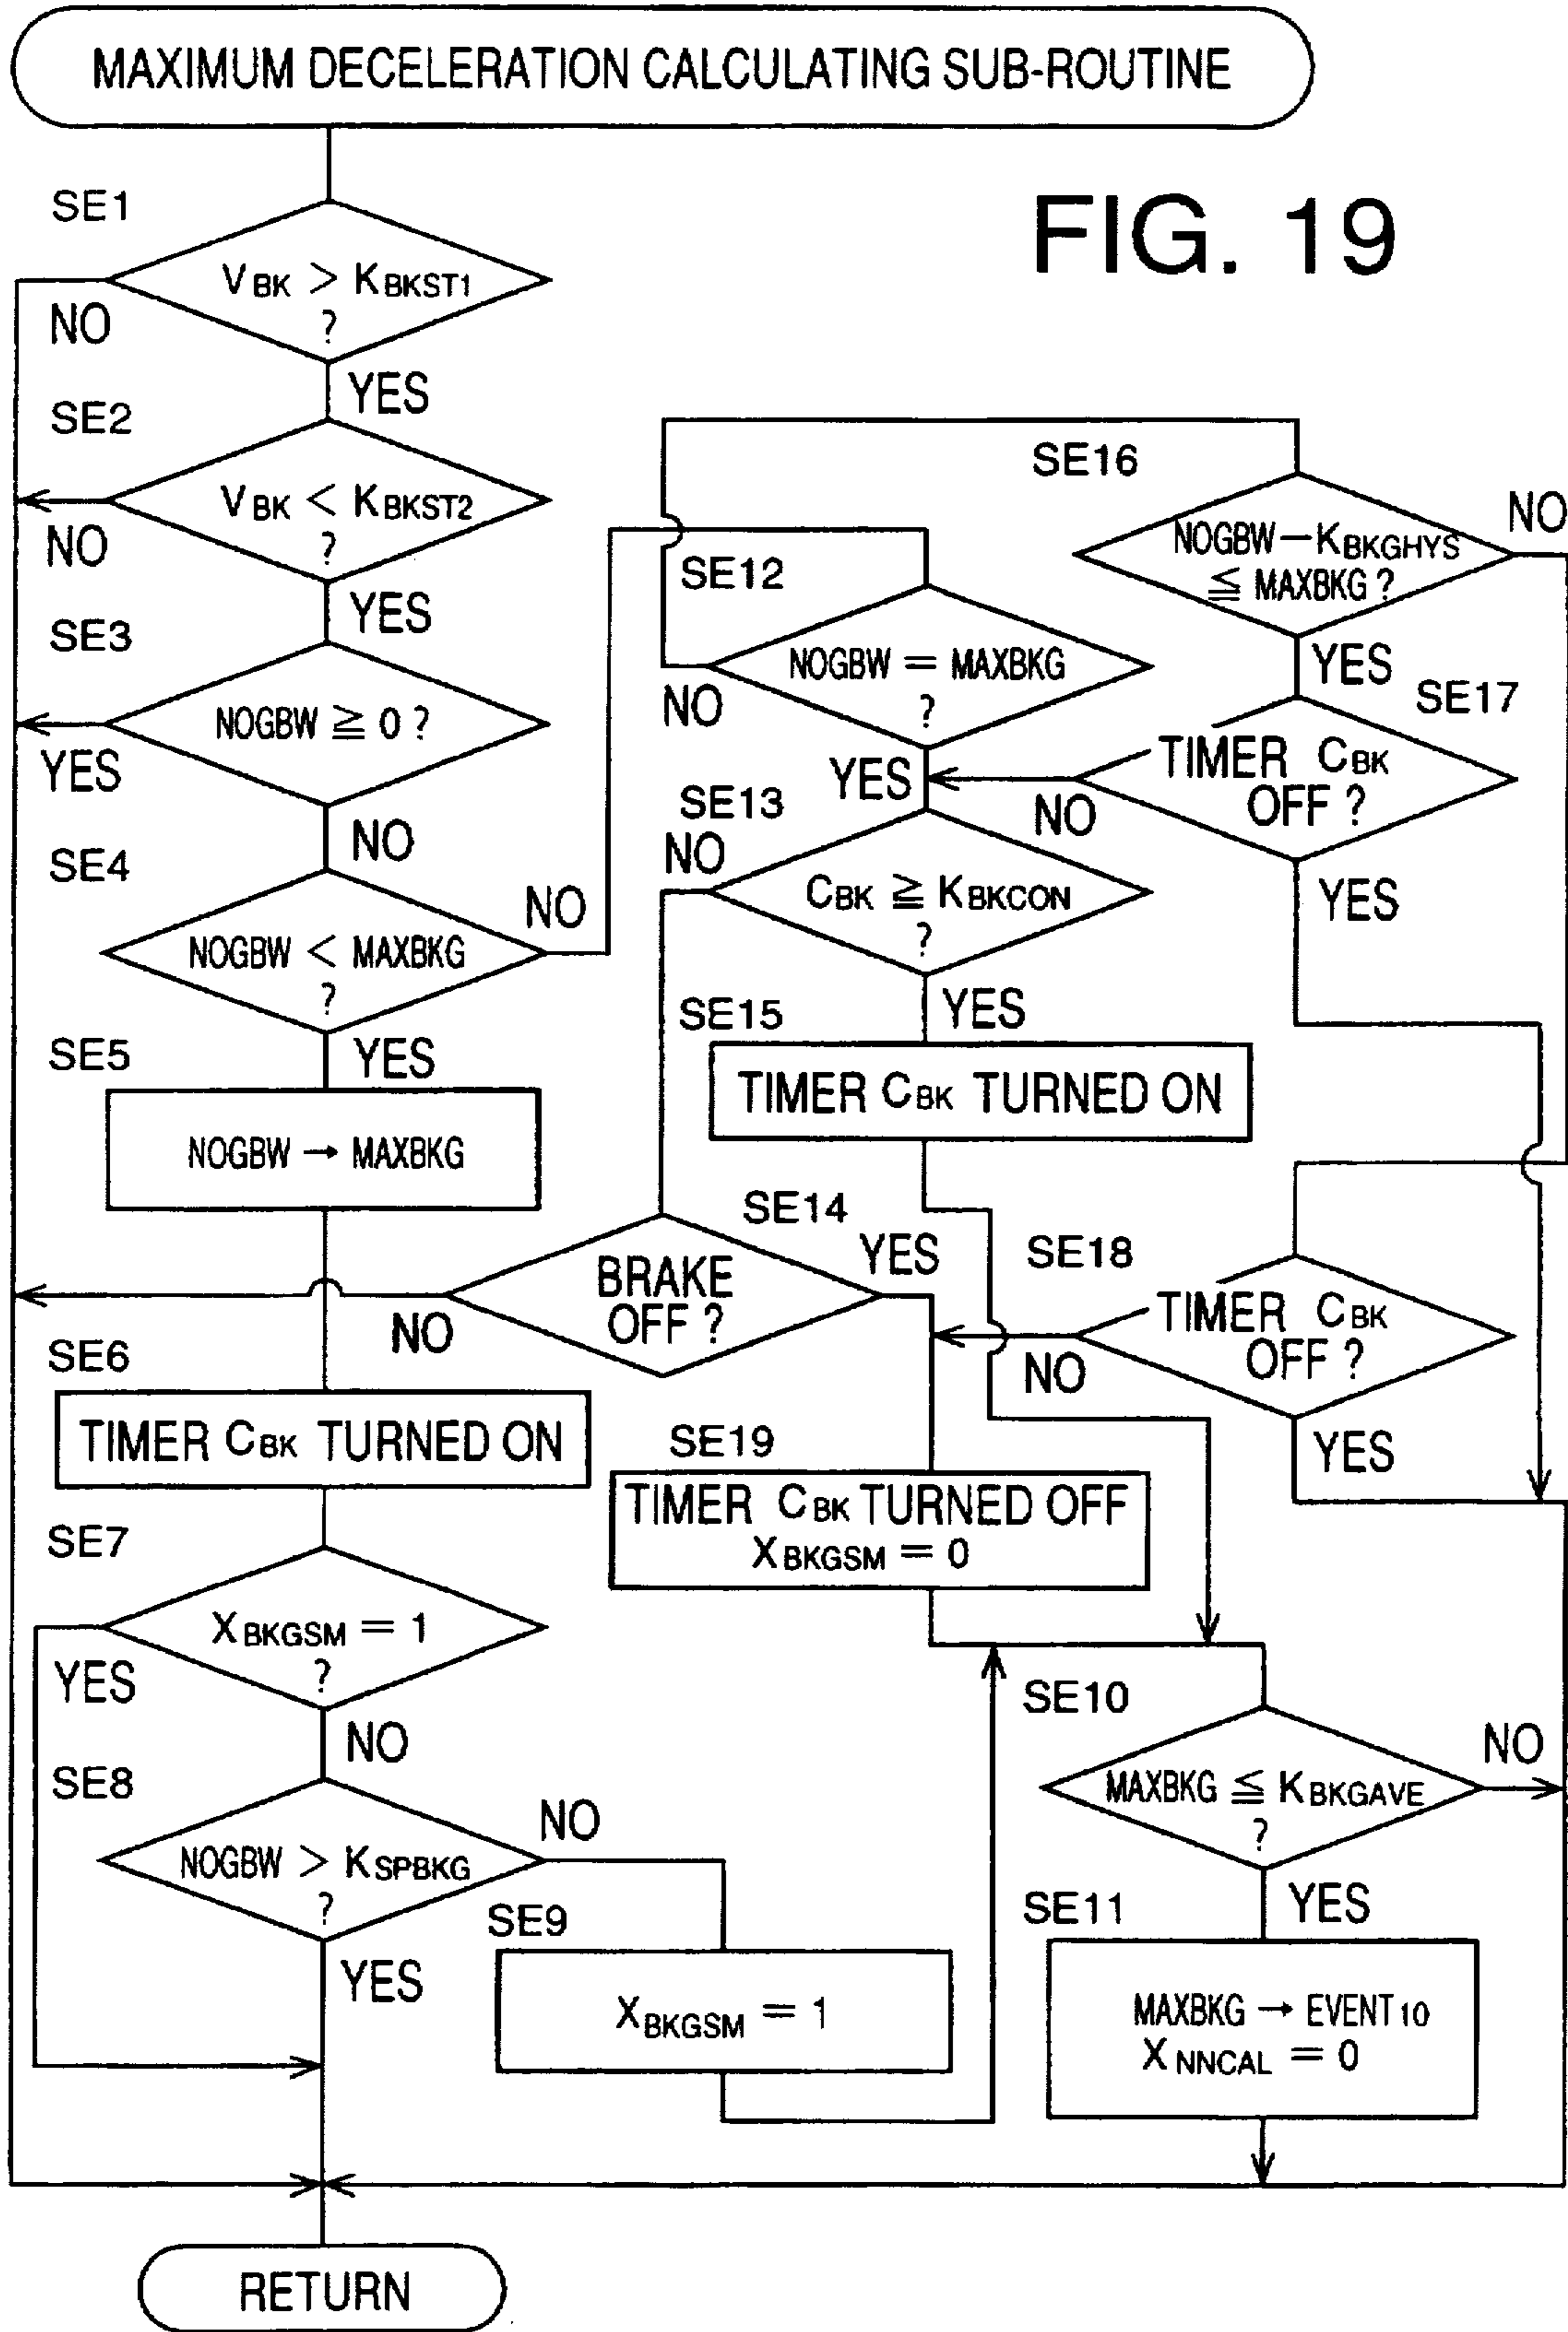 MAXIMUM DECELERATION CALCULATING SUB-ROUTINE
FIG. 19
SE1
VBK > KBKST1
?
NO
YES
SE2
VBK < KBKST2
?
NO
YES
SE3
NOGBW ≧ 0 ?
YES
NO
SE4
NOGBW < MAXBKG
?
NO
YES
SE5
NOGBW → MAXBKG
SE6
TIMER CBK TURNED ON
SE7
XBKGSM = 1
?
YES
NO
SE8
NOGBW > KSPBKG
?
NO
YES
SE9
XBKGSM = 1
SE12
NOGBW = MAXBKG
?
NO
YES
SE13
NO
CBK ≧ KBKCON
?
YES
SE15
TIMER CBK TURNED ON
SE14
BRAKE
OFF ?
YES
NO
SE16
NOGBW – KBKGHYS
≦ MAXBKG ?
NO
YES
SE17
TIMER CBK
OFF ?
NO
YES
SE18
TIMER CBK
OFF ?
NO
YES
SE19
TIMER CBK TURNED OFF
XBKGSM = 0
SE10
MAXBKG ≦ KBKGAVE
?
NO
YES
SE11
MAXBKG → EVENT10
XNNCAL = 0
RETURN